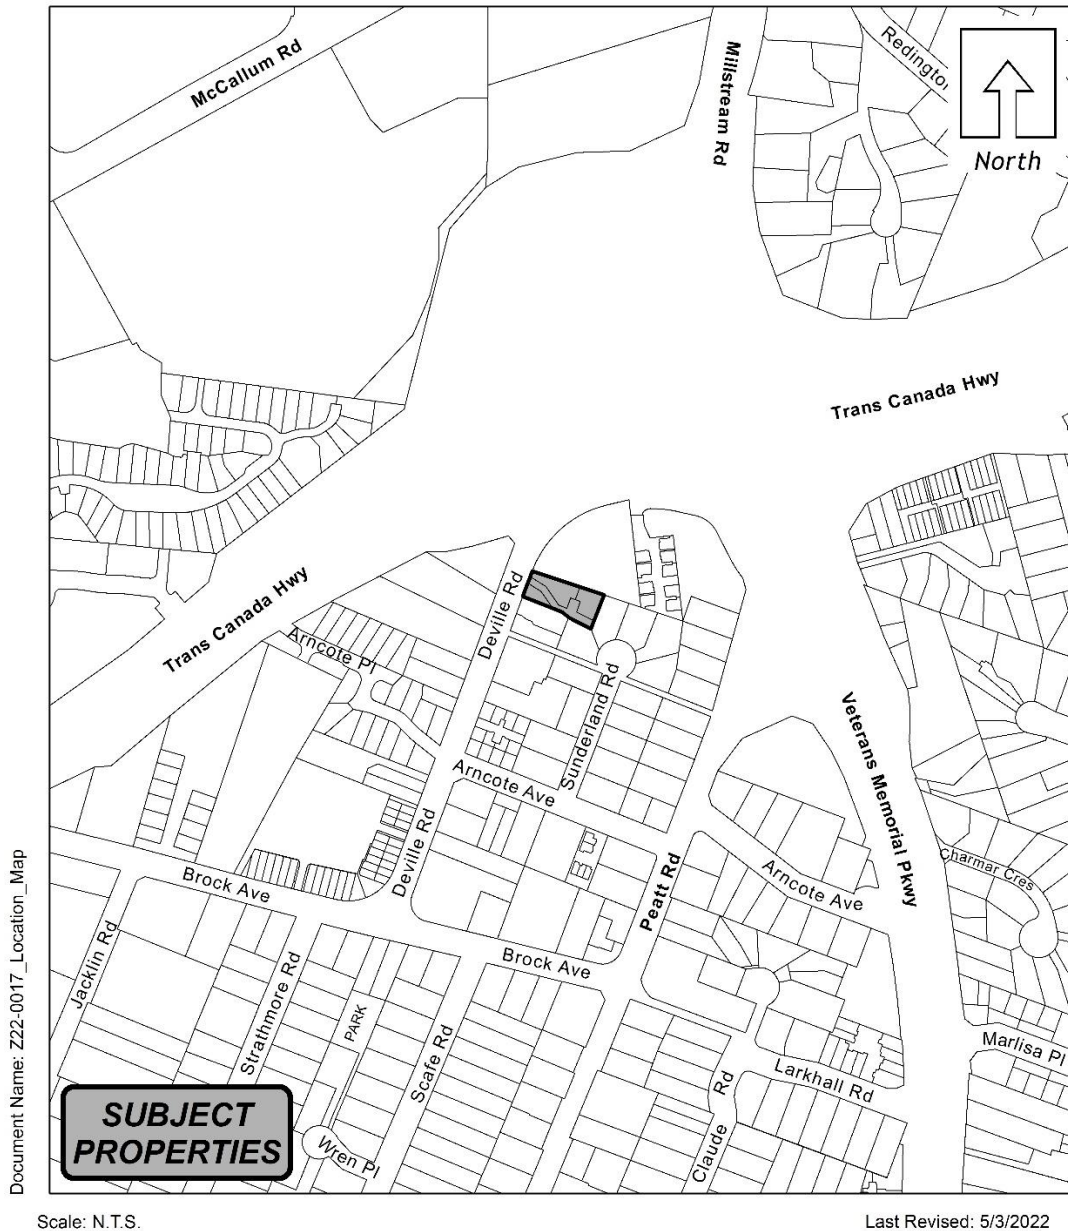 McCallum Rd
Millstream Rd
Redington
North
Trans Canada Hwy
Trans Canada Hwy
Deville Rd
Arncote Pl
Sunderland Rd
Veterans Memorial Pkwy
Arncote Ave
Deville Rd
Peatt Rd
Arncote Ave
Charmar Cres
Brock Ave
Brock Ave
Jacklin Rd
Strathmore Rd
PARK
Scafe Rd
Marlisa Pl
Larkhall Rd
Claude Rd
Wren Pl
SUBJECT
PROPERTIES
Document Name: Z22-0017_Location_Map
Scale: N.T.S.
Last Revised: 5/3/2022